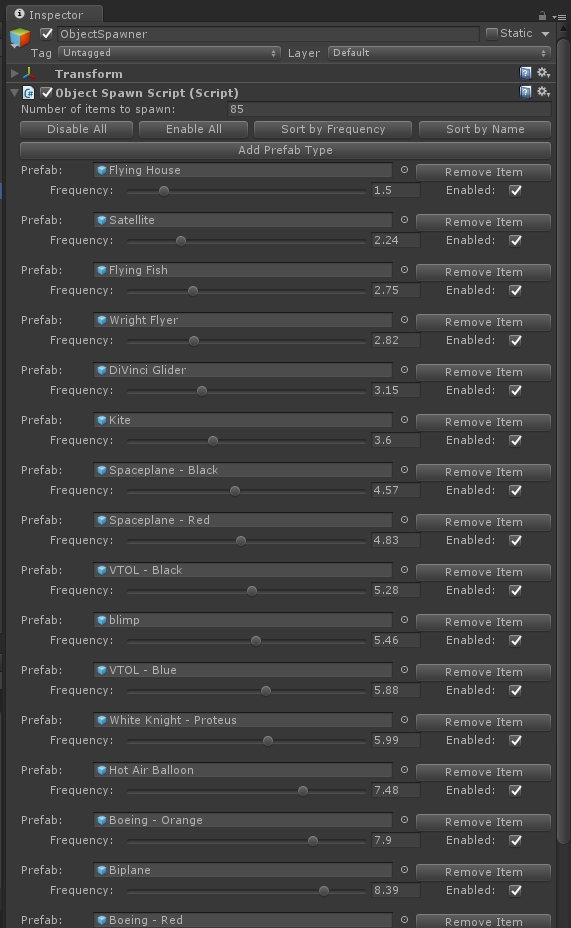 Inspector
ObjectSpawner Static
Tag Untagged Layer Default
Transform
Object Spawn Script (Script)
Number of items to spawn: 85
Disable All Enable All Sort by Frequency Sort by Name
Add Prefab Type
Prefab: Flying House Remove Item
Frequency: 1.5 Enabled:
Prefab: Satellite Remove Item
Frequency: 2.24 Enabled:
Prefab: Flying Fish Remove Item
Frequency: 2.75 Enabled:
Prefab: Wright Flyer Remove Item
Frequency: 2.82 Enabled:
Prefab: DiVinci Glider Remove Item
Frequency: 3.15 Enabled:
Prefab: Kite Remove Item
Frequency: 3.6 Enabled:
Prefab: Spaceplane - Black Remove Item
Frequency: 4.57 Enabled:
Prefab: Spaceplane - Red Remove Item
Frequency: 4.83 Enabled:
Prefab: VTOL - Black Remove Item
Frequency: 5.28 Enabled:
Prefab: blimp Remove Item
Frequency: 5.46 Enabled:
Prefab: VTOL - Blue Remove Item
Frequency: 5.88 Enabled:
Prefab: White Knight - Proteus Remove Item
Frequency: 5.99 Enabled:
Prefab: Hot Air Balloon Remove Item
Frequency: 7.48 Enabled:
Prefab: Boeing - Orange Remove Item
Frequency: 7.9 Enabled:
Prefab: Biplane Remove Item
Frequency: 8.39 Enabled:
Prefab: Boeing - Red Remove Item